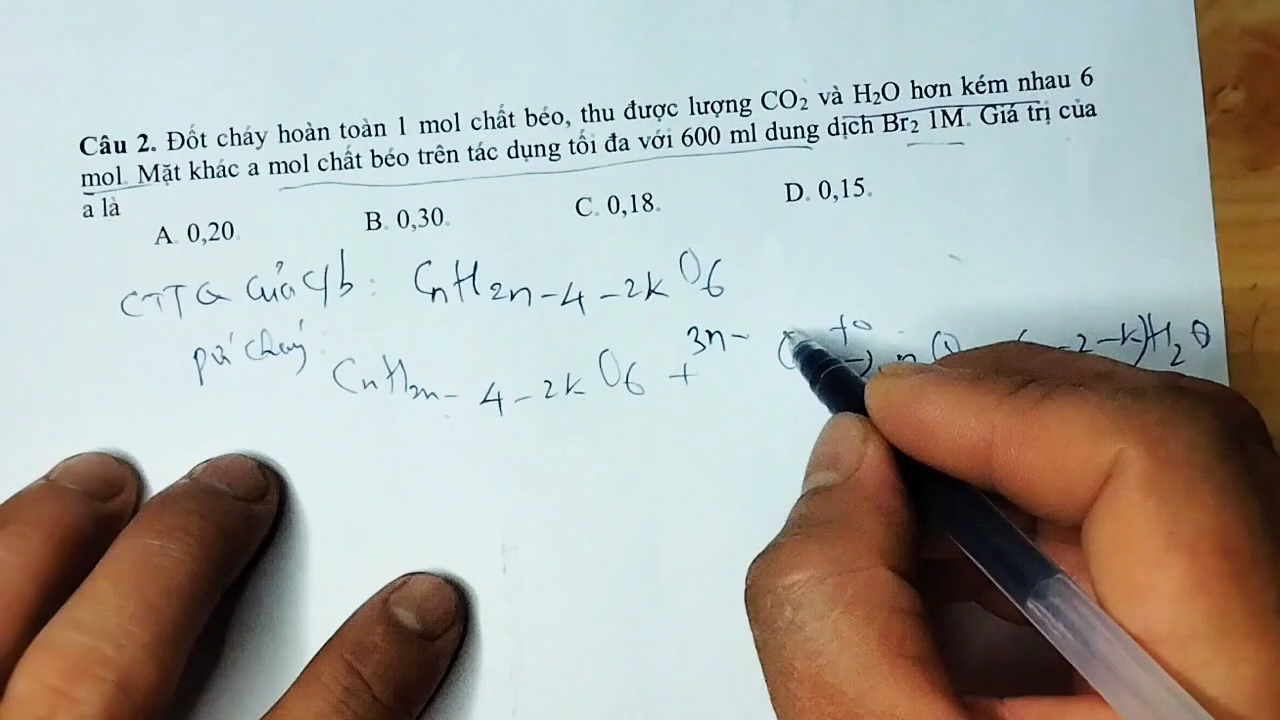 Câu 2. Đốt cháy hoàn toàn 1 mol chất béo, thu được lượng CO₂ và H₂O hơn kém nhau 6
mol. Mặt khác a mol chất béo trên tác dụng tối đa với 600 ml dung dịch Br₂ 1M. Giá trị của
a là
A. 0,20. B. 0,30. C. 0,18. D. 0,15.
CTTQ của c/b: CnH2n-4-2kO6
pứ cháy:
CnH2n-4-2kO6 + 3n- t° -2-k)H2O